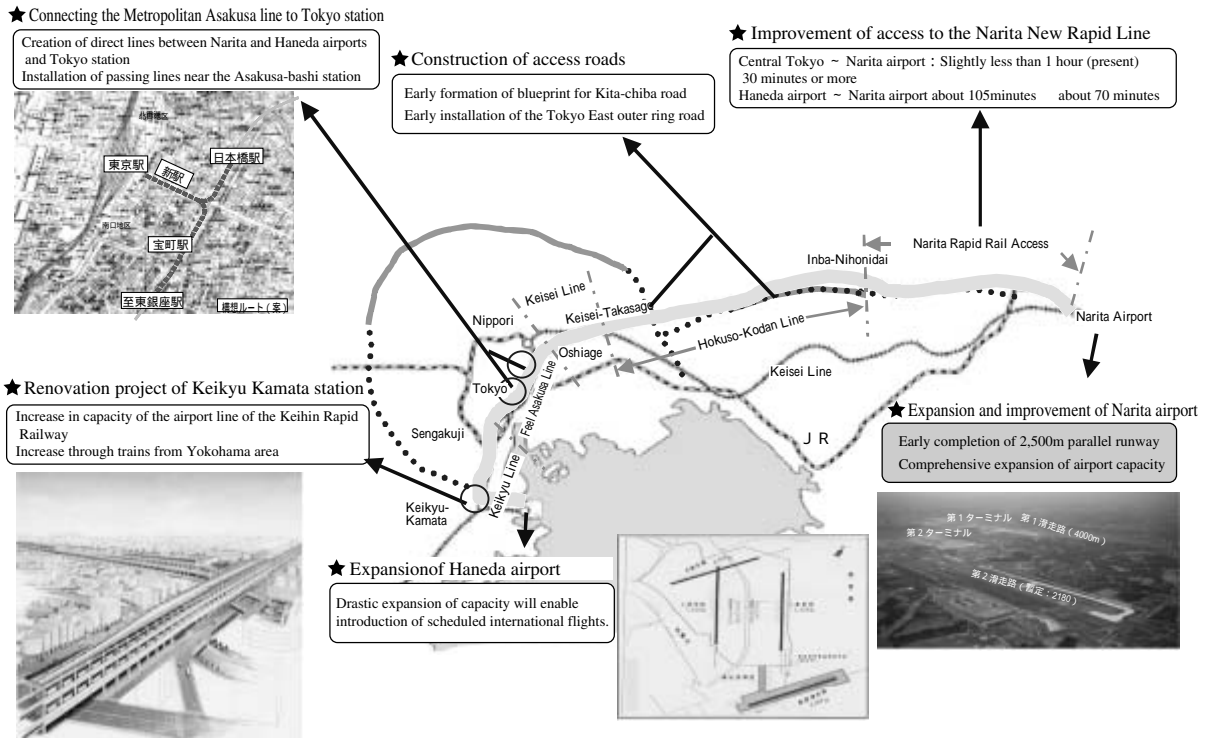 ★ Connecting the Metropolitan Asakusa line to Tokyo station
Creation of direct lines between Narita and Haneda airports
and Tokyo station
Installation of passing lines near the Asakusa-bashi station
★ Construction of access roads
Early formation of blueprint for Kita-chiba road
Early installation of the Tokyo East outer ring road
★ Improvement of access to the Narita New Rapid Line
Central Tokyo ~ Narita airport : Slightly less than 1 hour (present)
30 minutes or more
Haneda airport ~ Narita airport about 105minutes about 70 minutes
東京駅
新駅
日本橋駅
南口地区
宝町駅
至東銀座駅
構想ルート(案)
Narita Rapid Rail Access
Inba-Nihonidai
Keisei Line
Keisei-Takasago
Nippori
Narita Airport
Hokuso-Kodan Line
Oshiage
Keisei Line
Tokyo
Feel Asakusa Line
Sengakuji
J R
Keikyu Line
Keikyu-
Kamata
★ Renovation project of Keikyu Kamata station
Increase in capacity of the airport line of the Keihin Rapid
Railway
Increase through trains from Yokohama area
★ Expansion and improvement of Narita airport
Early completion of 2,500m parallel runway
Comprehensive expansion of airport capacity
第1ターミナル 第1滑走路(4000m)
第2ターミナル
第2滑走路(暫定:2180)
★ Expansionof Haneda airport
Drastic expansion of capacity will enable
introduction of scheduled international flights.